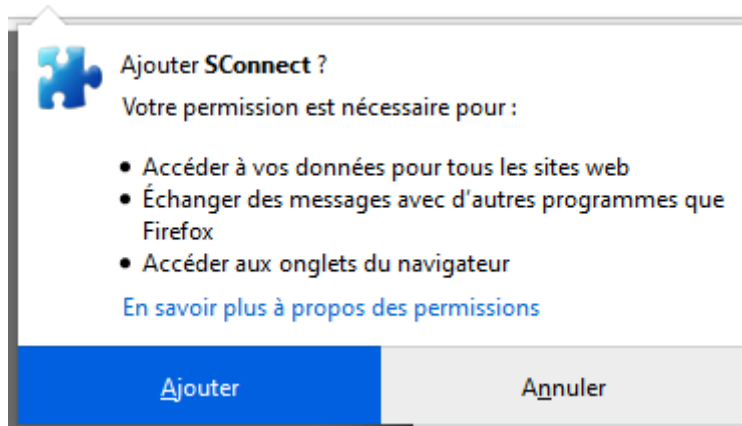 Ajouter SConnect ?
Votre permission est nécessaire pour :
• Accéder à vos données pour tous les sites web
• Échanger des messages avec d'autres programmes que
Firefox
• Accéder aux onglets du navigateur
En savoir plus à propos des permissions
Ajouter
Annuler